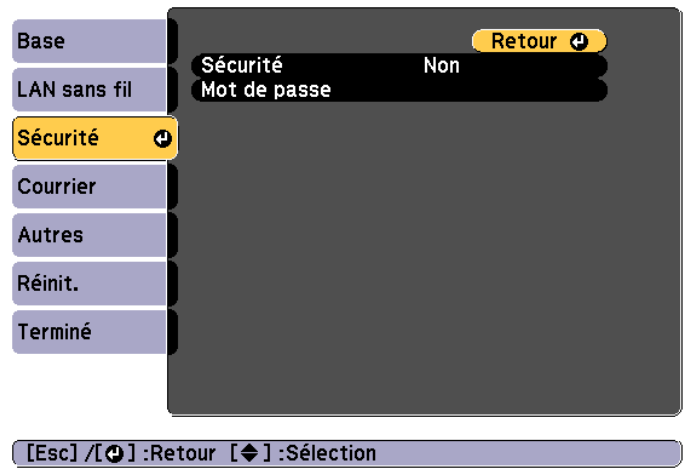 Base
LAN sans fil
Sécurité
Courrier
Autres
Réinit.
Terminé
Retour
Sécurité Non
Mot de passe
[Esc] /[ ] :Retour [ ] :Sélection